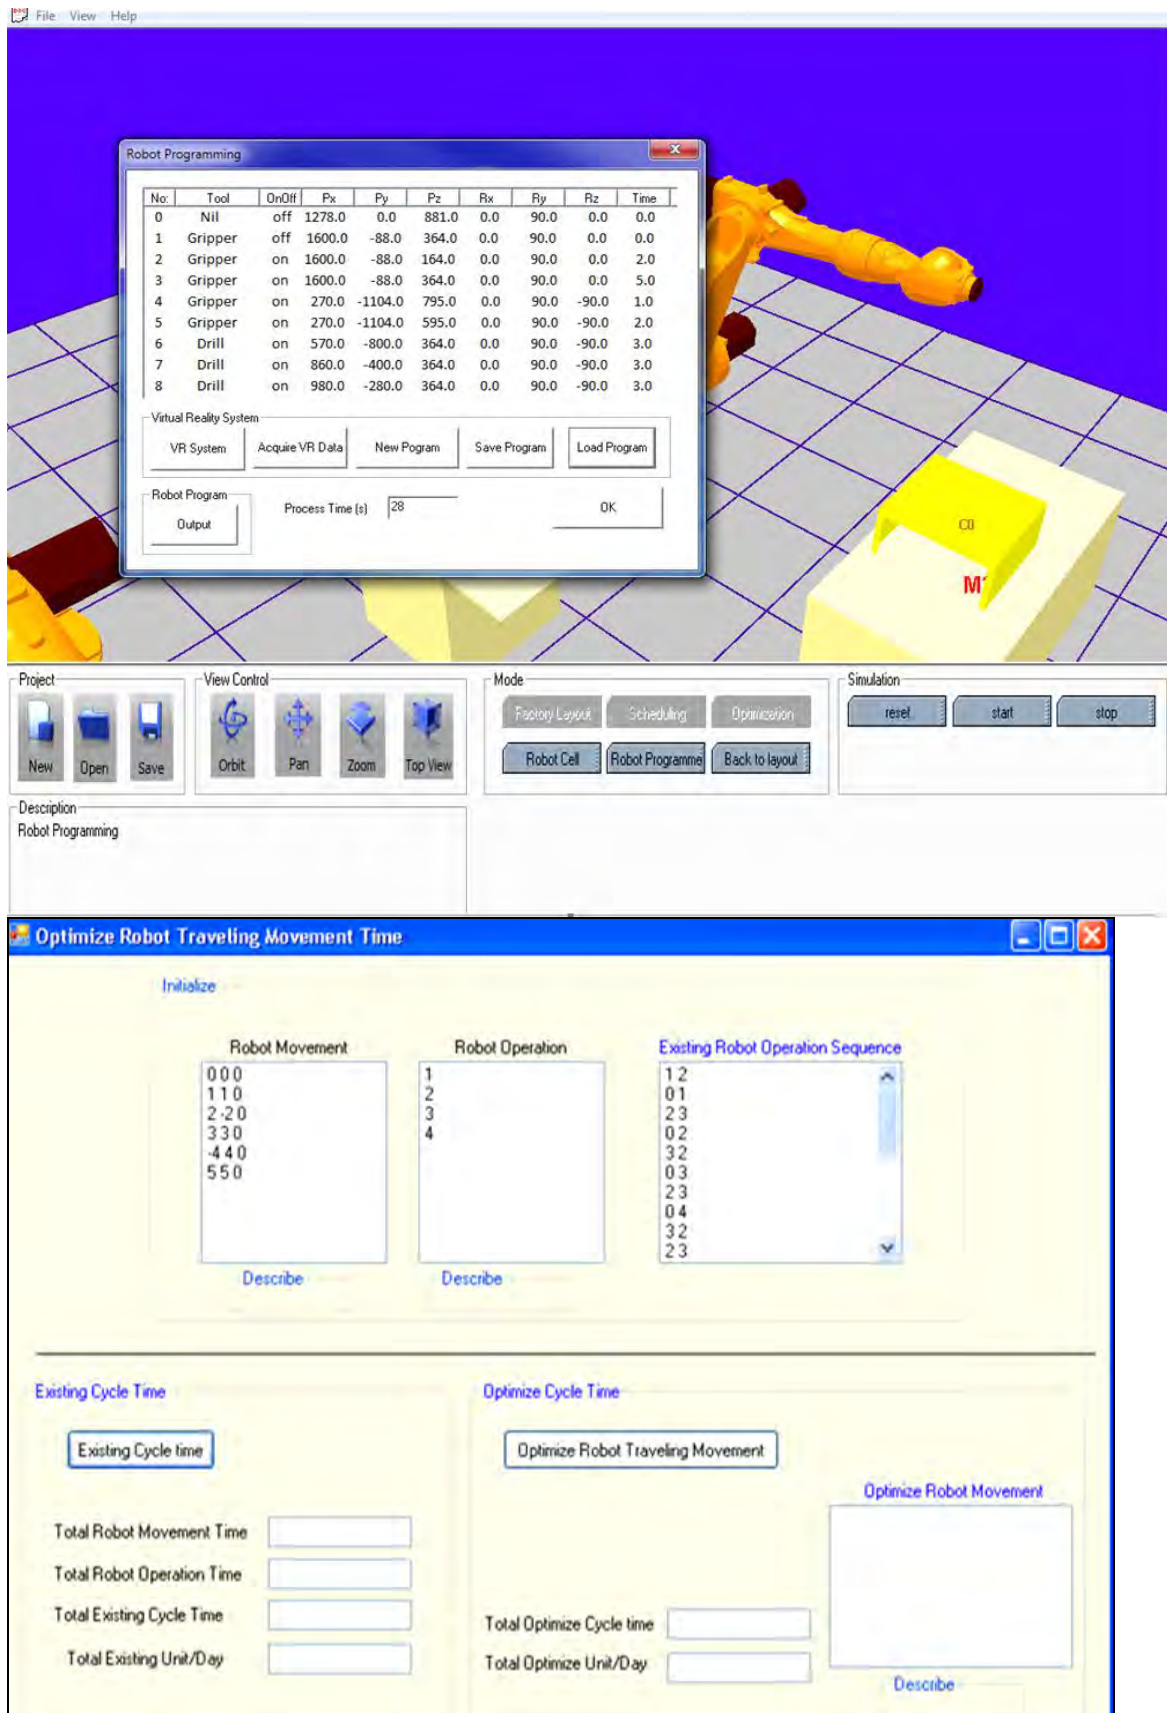 File View Help
Robot Programming
No: Tool OnOff Px Py Pz Rx Ry Rz Time
0 Nil off 1278.0 0.0 881.0 0.0 90.0 0.0 0.0
1 Gripper off 1600.0 -88.0 364.0 0.0 90.0 0.0 0.0
2 Gripper on 1600.0 -88.0 164.0 0.0 90.0 0.0 2.0
3 Gripper on 1600.0 -88.0 364.0 0.0 90.0 0.0 5.0
4 Gripper on 270.0 -1104.0 795.0 0.0 90.0 -90.0 1.0
5 Gripper on 270.0 -1104.0 595.0 0.0 90.0 -90.0 2.0
6 Drill on 570.0 -800.0 364.0 0.0 90.0 -90.0 3.0
7 Drill on 860.0 -400.0 364.0 0.0 90.0 -90.0 3.0
8 Drill on 980.0 -280.0 364.0 0.0 90.0 -90.0 3.0
Virtual Reality System
VR System Acquire VR Data New Pogram Save Program Load Program
Robot Program
Output Process Time (s) 28 OK
C0
M
Project View Control Mode Simulation
Factory Layout Scheduling Optimization reset start stop
New Open Save Orbit Pan Zoom Top View Robot Cell Robot Programme Back to layout
Description
Robot Programming
Optimize Robot Traveling Movement Time
Initialize
Robot Movement Robot Operation Existing Robot Operation Sequence
0 0 0 1 1 2
1 1 0 2 0 1
2 -2 0 3 2 3
3 3 0 4 0 2
-4 4 0 3 2
5 5 0 0 3
2 3
0 4
3 2
2 3
Describe Describe
Existing Cycle Time Optimize Cycle Time
Existing Cycle time Optimize Robot Traveling Movement
Optimize Robot Movement
Total Robot Movement Time
Total Robot Operation Time
Total Existing Cycle Time Total Optimize Cycle time
Total Existing Unit/Day Total Optimize Unit/Day
Describe